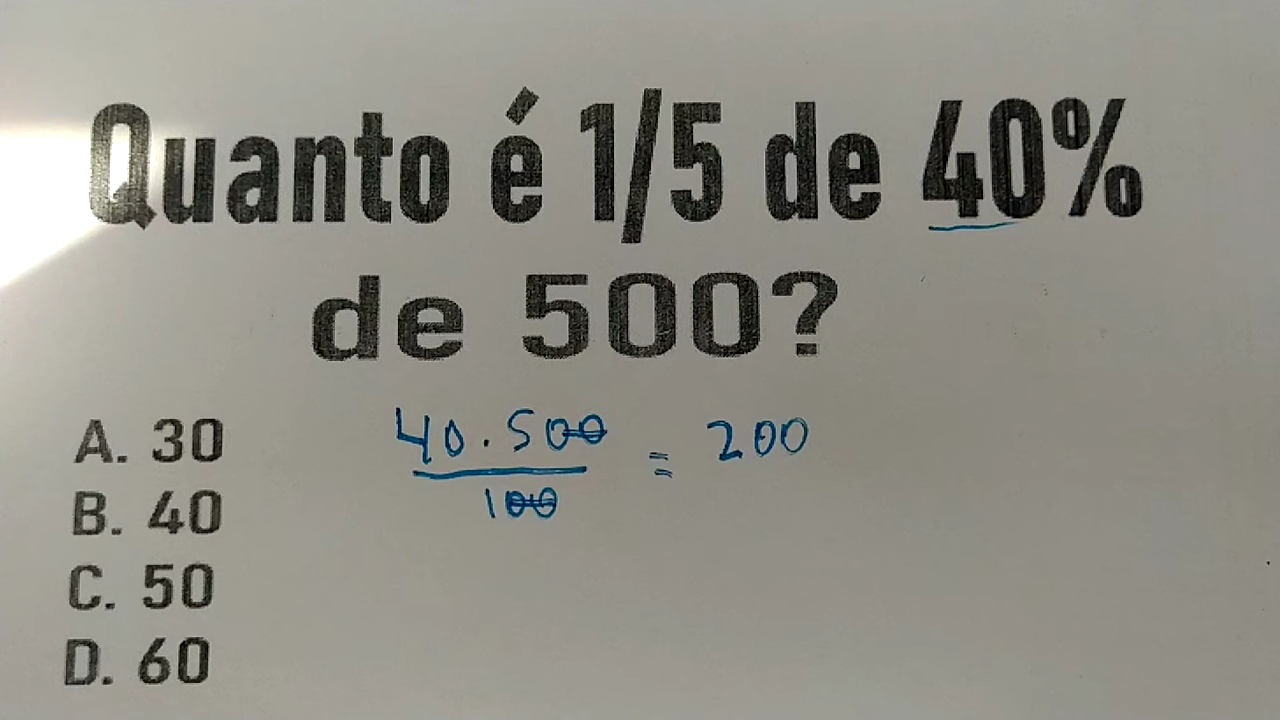 Quanto é 1/5 de 40%
de 500?
A. 30
B. 40
C. 50
D. 60
40.500 = 200
100